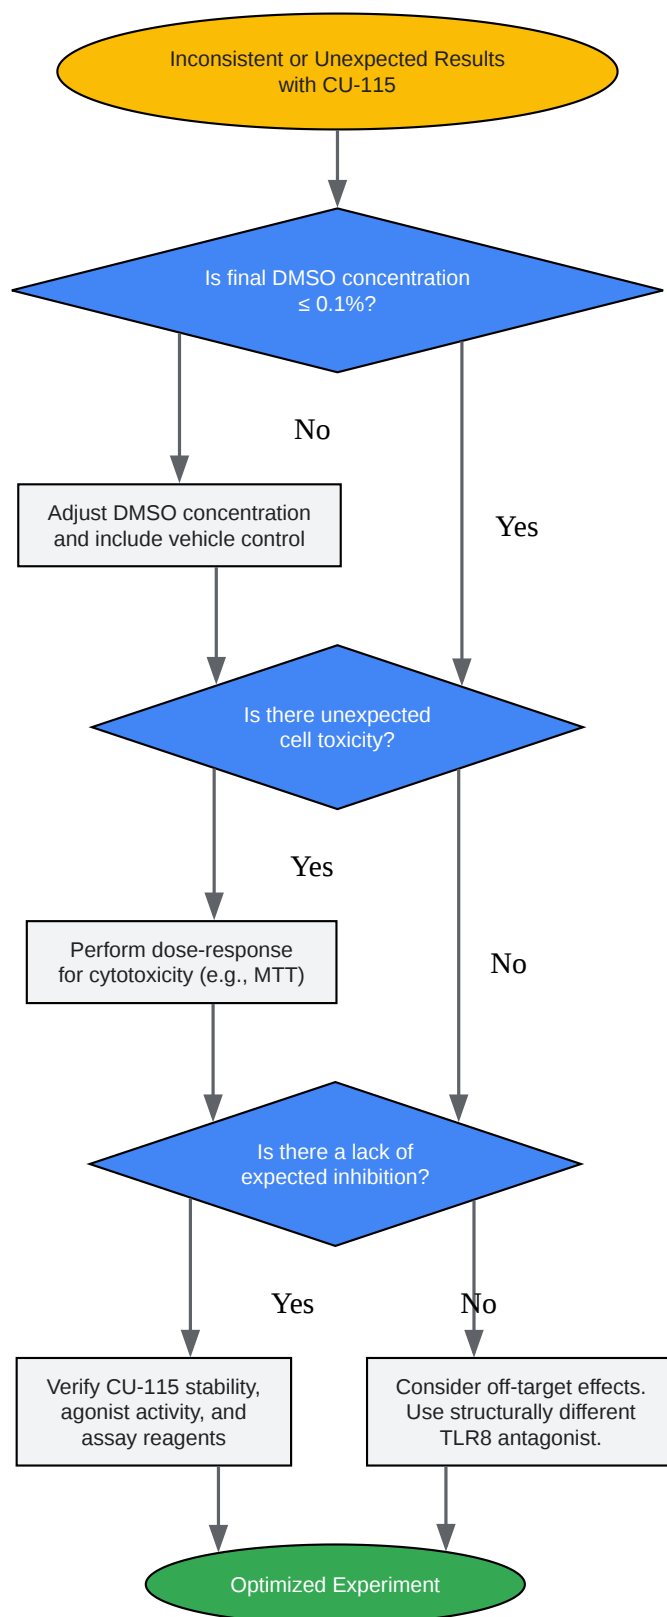 Inconsistent or Unexpected Results
with CU-115
Is final DMSO concentration
≤ 0.1%?
No
Adjust DMSO concentration
and include vehicle control
Yes
Is there unexpected
cell toxicity?
Yes
Perform dose-response
for cytotoxicity (e.g., MTT)
No
Is there a lack of
expected inhibition?
Yes
No
Verify CU-115 stability,
agonist activity, and
assay reagents
Consider off-target effects.
Use structurally different
TLR8 antagonist.
Optimized Experiment